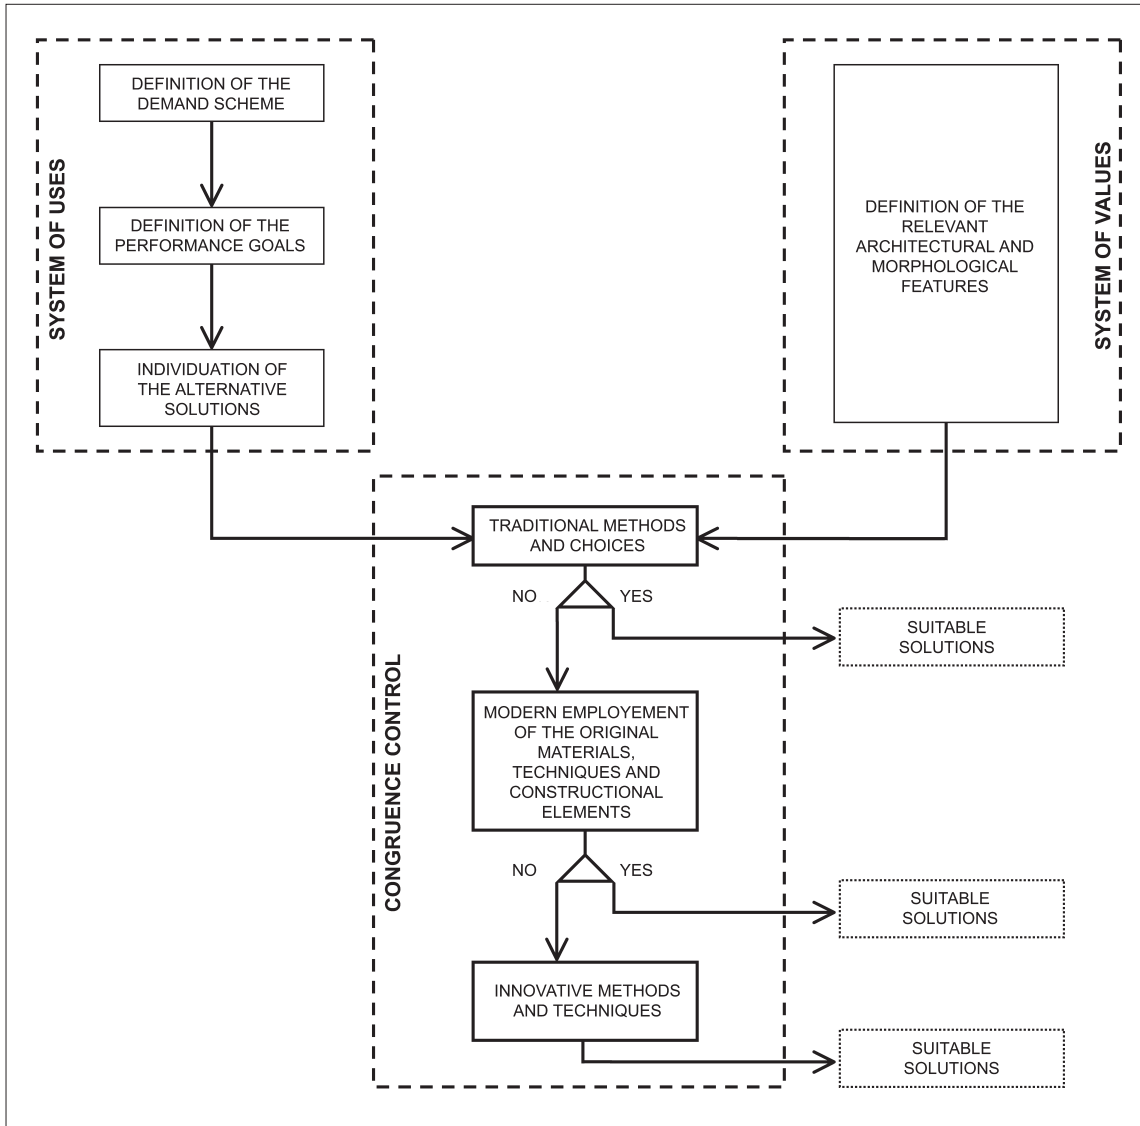 SYSTEM OF USES
DEFINITION OF THE
DEMAND SCHEME
DEFINITION OF THE
PERFORMANCE GOALS
INDIVIDUATION OF
THE ALTERNATIVE
SOLUTIONS
SYSTEM OF VALUES
DEFINITION OF THE
RELEVANT
ARCHITECTURAL AND
MORPHOLOGICAL
FEATURES
CONGRUENCE CONTROL
TRADITIONAL METHODS
AND CHOICES
NO
YES
SUITABLE
SOLUTIONS
MODERN EMPLOYEMENT
OF THE ORIGINAL
MATERIALS,
TECHNIQUES AND
CONSTRUCTIONAL
ELEMENTS
NO
YES
SUITABLE
SOLUTIONS
INNOVATIVE METHODS
AND TECHNIQUES
SUITABLE
SOLUTIONS